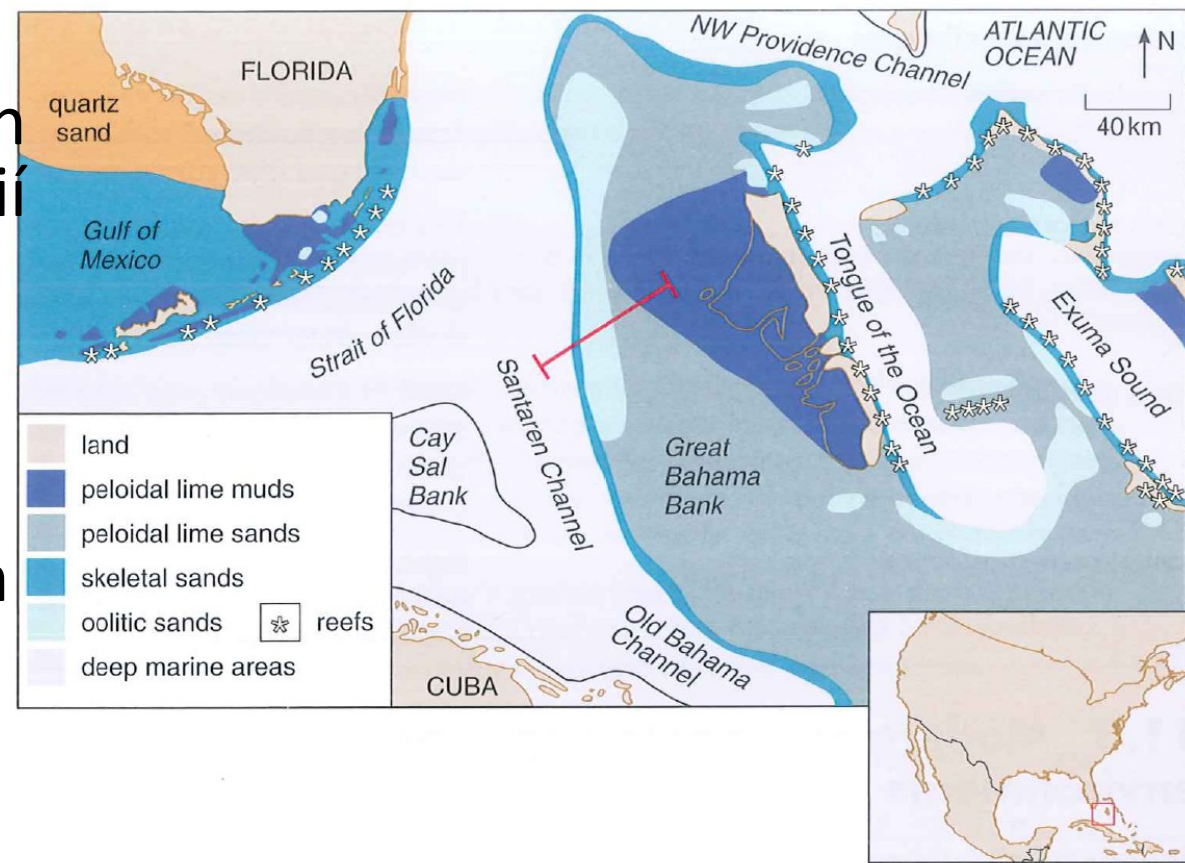 n
ií
n
FLORIDA
quartz
sand
Gulf of
Mexico
Strait of Florida
NW Providence Channel
ATLANTIC
OCEAN
N
40 km
Tongue of the Ocean
Exuma Sound
Santaren Channel
Cay
Sal
Bank
Great
Bahama
Bank
Old Bahama
Channel
CUBA
land
peloidal lime muds
peloidal lime sands
skeletal sands
oolitic sands
reefs
deep marine areas